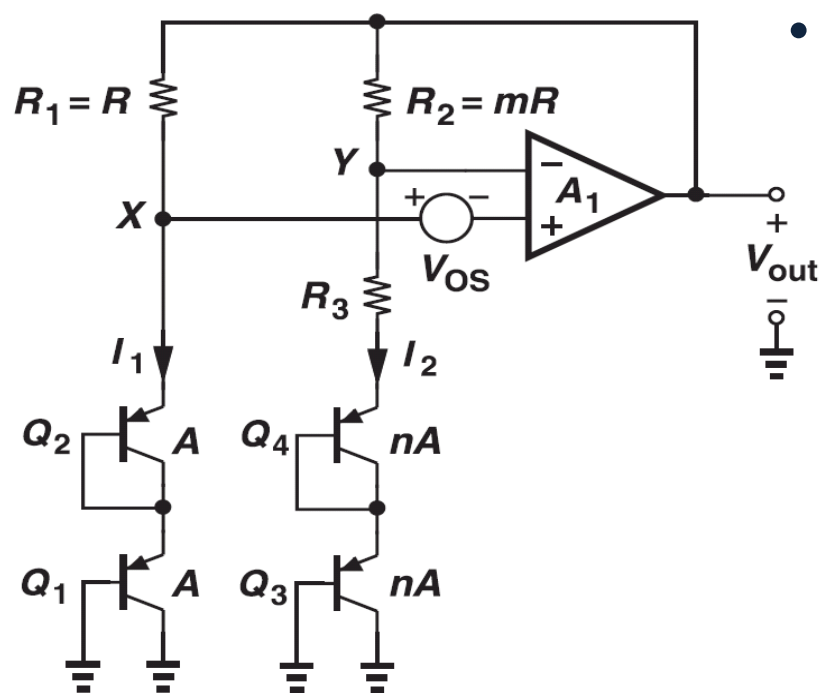 R1 = R
R2 = mR
Y
−
A1
+
X
+
−
VOS
+
Vout
−
R3
I1
I2
Q2
A
Q4
nA
Q1
A
Q3
nA